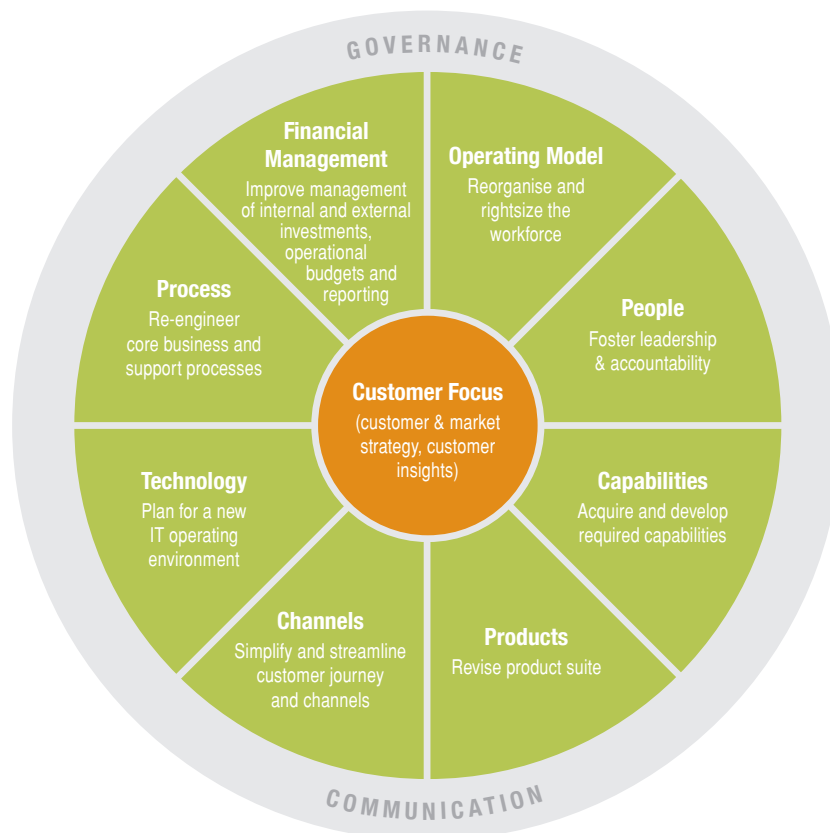 GOVERNANCE
Financial
Management
Improve management
of internal and external
investments,
operational
budgets and
reporting
Operating Model
Reorganise and
rightsize the
workforce
People
Foster leadership
& accountability
Capabilities
Acquire and develop
required capabilities
Products
Revise product suite
Channels
Simplify and streamline
customer journey
and channels
Technology
Plan for a new
IT operating
environment
Process
Re-engineer
core business and
support processes
Customer Focus
(customer & market
strategy, customer
insights)
COMMUNICATION